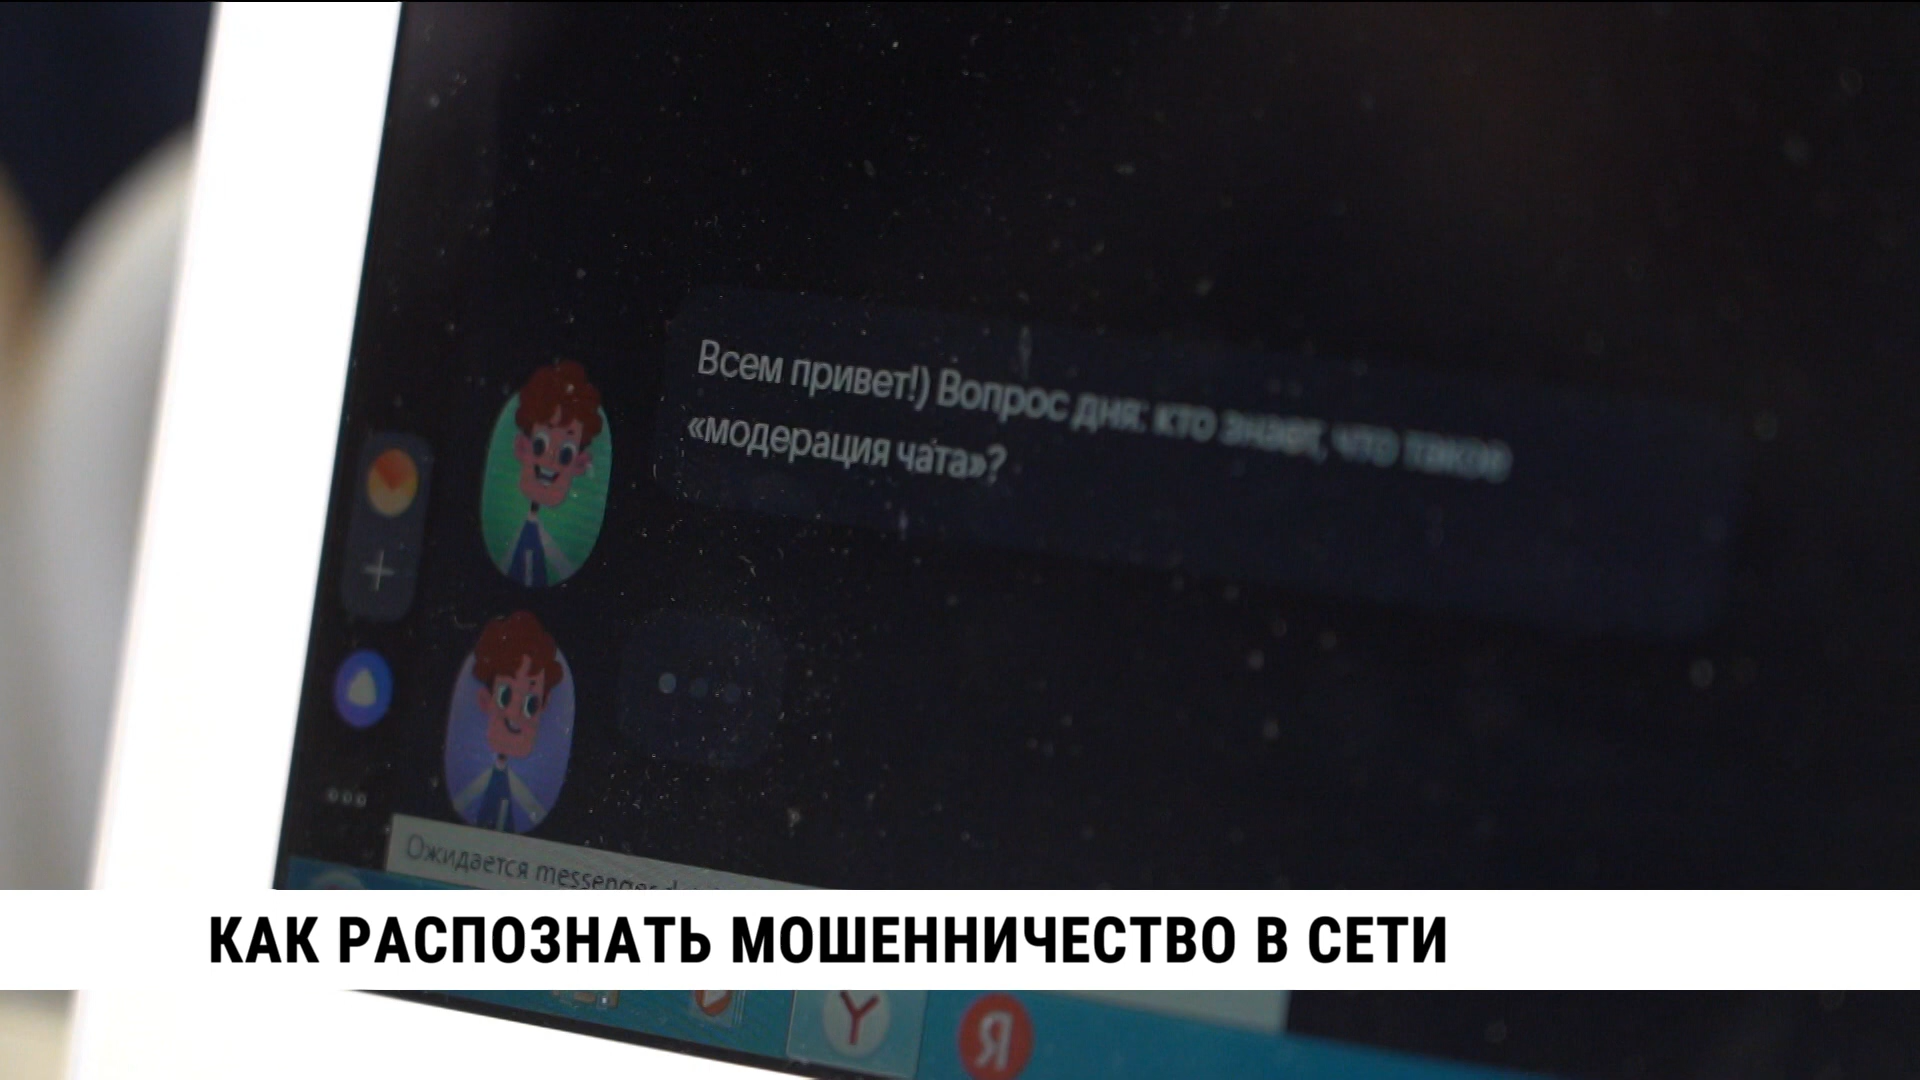 Всем привет!) Вопрос дня: кто знает, что такое
«модерация чата»?
Ожидается messenger
КАК РАСПОЗНАТЬ МОШЕННИЧЕСТВО В СЕТИ
Y
Я